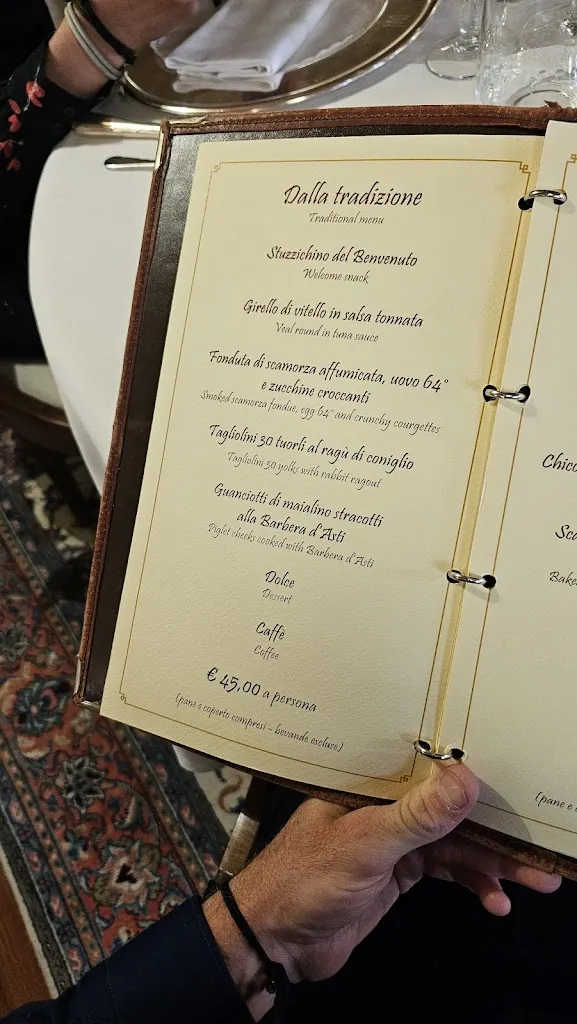 Dalla tradizione
Traditional menu
Stuzzichino del Benvenuto
Welcome snack
Girello di vitello in salsa tonnata
Veal round in tuna sauce
Fonduta di scamorza affumicata, uovo 64°
e zucchine croccanti
Smoked scamorza fondue, egg 64° and crunchy courgettes
Tagliolini 30 tuorli al ragù di coniglio
Tagliolini 30 yolks with rabbit ragout
Guanciotti di maialino stracotti
alla Barbera d'Asti
Piglet cheeks cooked with Barbera d'Asti
Dolce
Dessert
Caffè
Coffee
€ 45,00 a persona
(pane e coperto compresi - bevande escluse)
(pane e